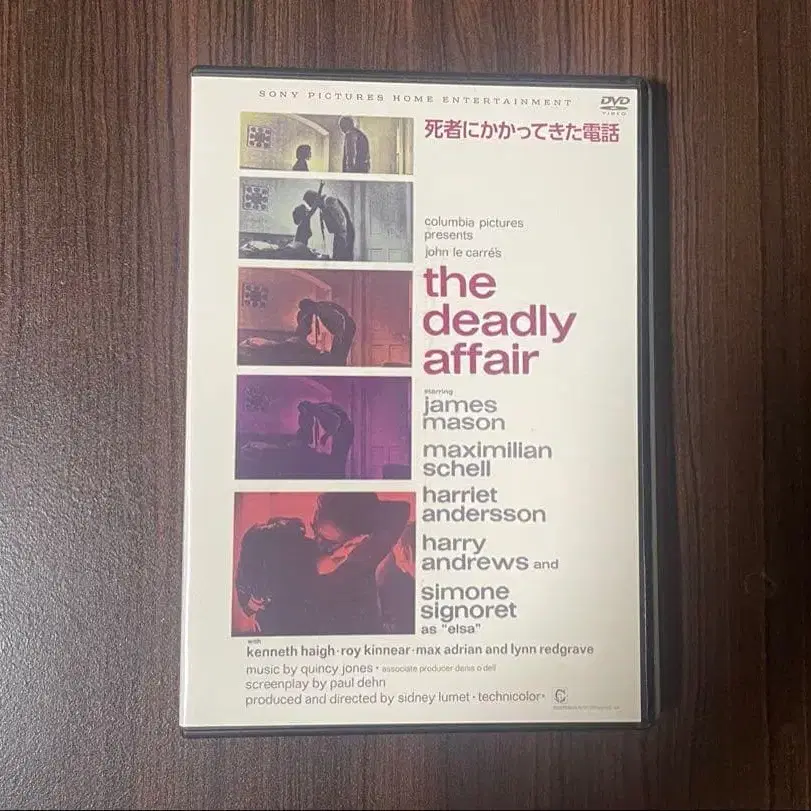 SONY PICTURES HOME ENTERTAINMENT
DVD
VIDEO
死者にかかってきた電話
columbia pictures
presents
john le carré's
the
deadly
affair
starring
james
mason
maximilian
schell
harriet
andersson
harry
andrews and
simone
signoret
as "elsa"
with
kenneth haigh·roy kinnear·max adrian and lynn redgrave
music by quincy jones · associate producer denis o dell
screenplay by paul dehn
produced and directed by sidney lumet · technicolor·